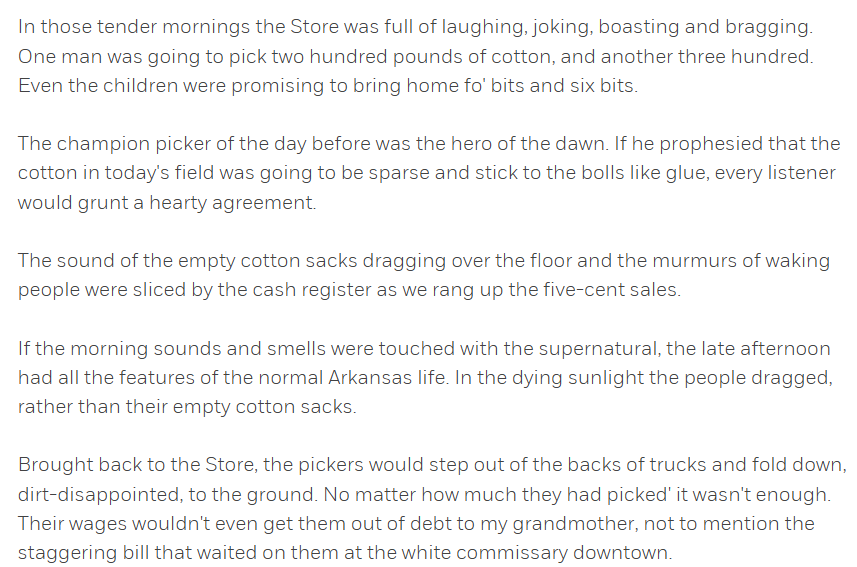 In those tender mornings the Store was full of laughing, joking, boasting and bragging.
One man was going to pick two hundred pounds of cotton, and another three hundred.
Even the children were promising to bring home fo' bits and six bits.
The champion picker of the day before was the hero of the dawn. If he prophesied that the
cotton in today's field was going to be sparse and stick to the bolls like glue, every listener
would grunt a hearty agreement.
The sound of the empty cotton sacks dragging over the floor and the murmurs of waking
people were sliced by the cash register as we rang up the five-cent sales.
If the morning sounds and smells were touched with the supernatural, the late afternoon
had all the features of the normal Arkansas life. In the dying sunlight the people dragged,
rather than their empty cotton sacks.
Brought back to the Store, the pickers would step out of the backs of trucks and fold down,
dirt-disappointed, to the ground. No matter how much they had picked' it wasn't enough.
Their wages wouldn't even get them out of debt to my grandmother, not to mention the
staggering bill that waited on them at the white commissary downtown.